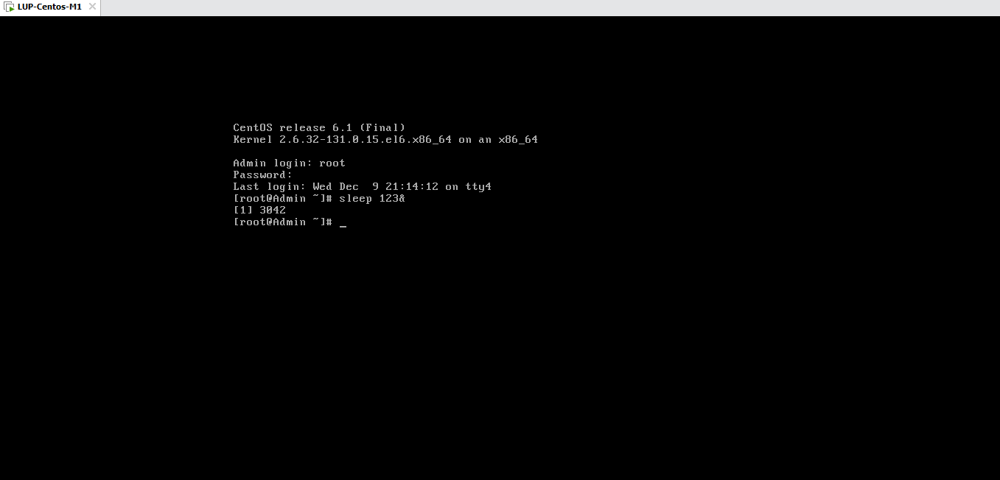 LUP-Centos-M1
CentOS release 6.1 (Final)
Kernel 2.6.32-131.0.15.el6.x86_64 on an x86_64
Admin login: root
Password:
Last login: Wed Dec  9 21:14:12 on tty4
[root@Admin ~]# sleep 123&
[1] 3042
[root@Admin ~]# _